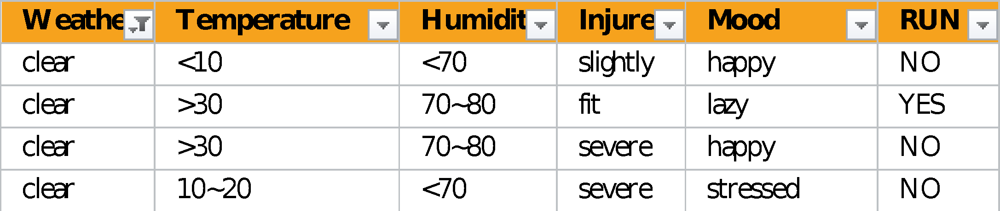 Weathe Temperature Humidit Injure Mood RUN
clear <10 <70 slightly happy NO
clear >30 70~80 fit lazy YES
clear >30 70~80 severe happy NO
clear 10~20 <70 severe stressed NO